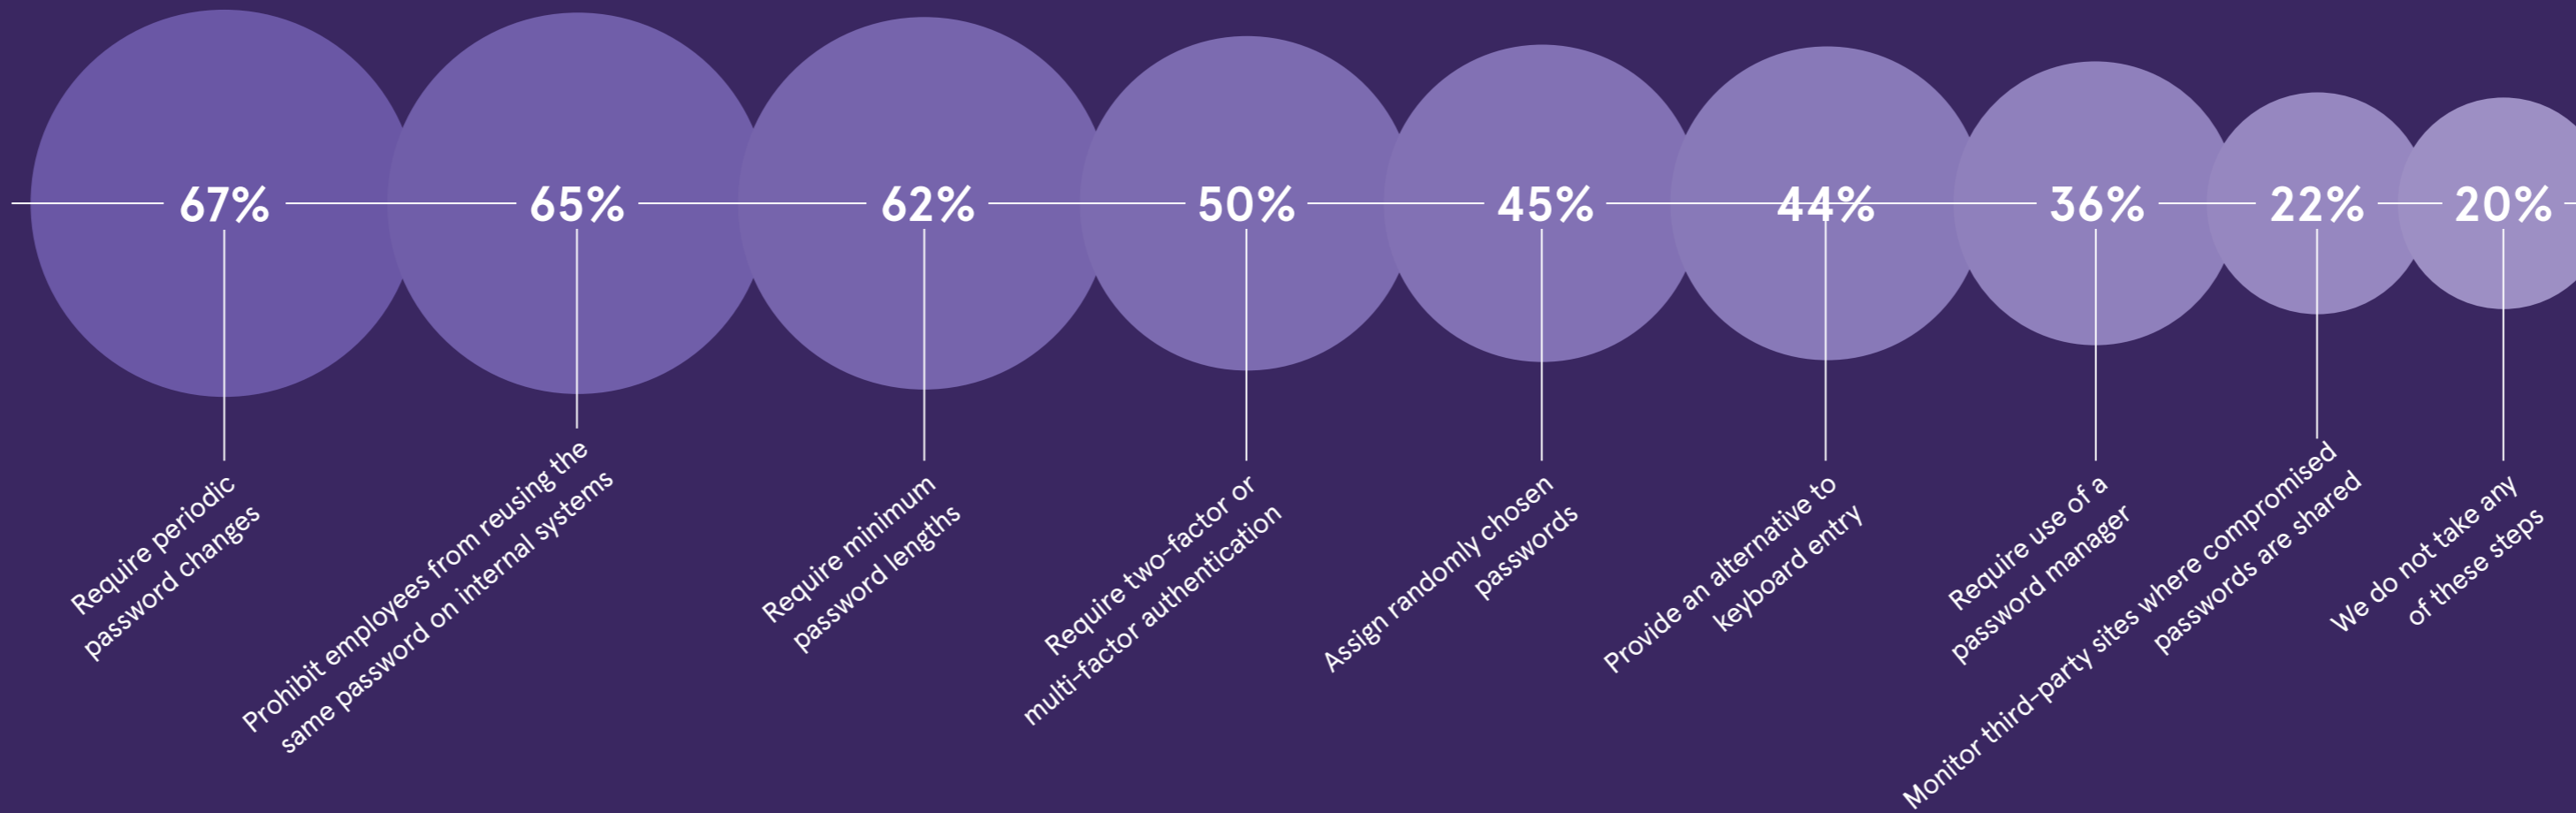 67%
65%
62%
50%
45%
44%
36%
22%
20%
Require periodic
password changes
Prohibit employees from reusing the
same password on internal systems
Require minimum
password lengths
Require two-factor or
multi-factor authentication
Assign randomly chosen
passwords
Provide an alternative to
keyboard entry
Require use of a
password manager
Monitor third-party sites where compromised
passwords are shared
We do not take any
of these steps